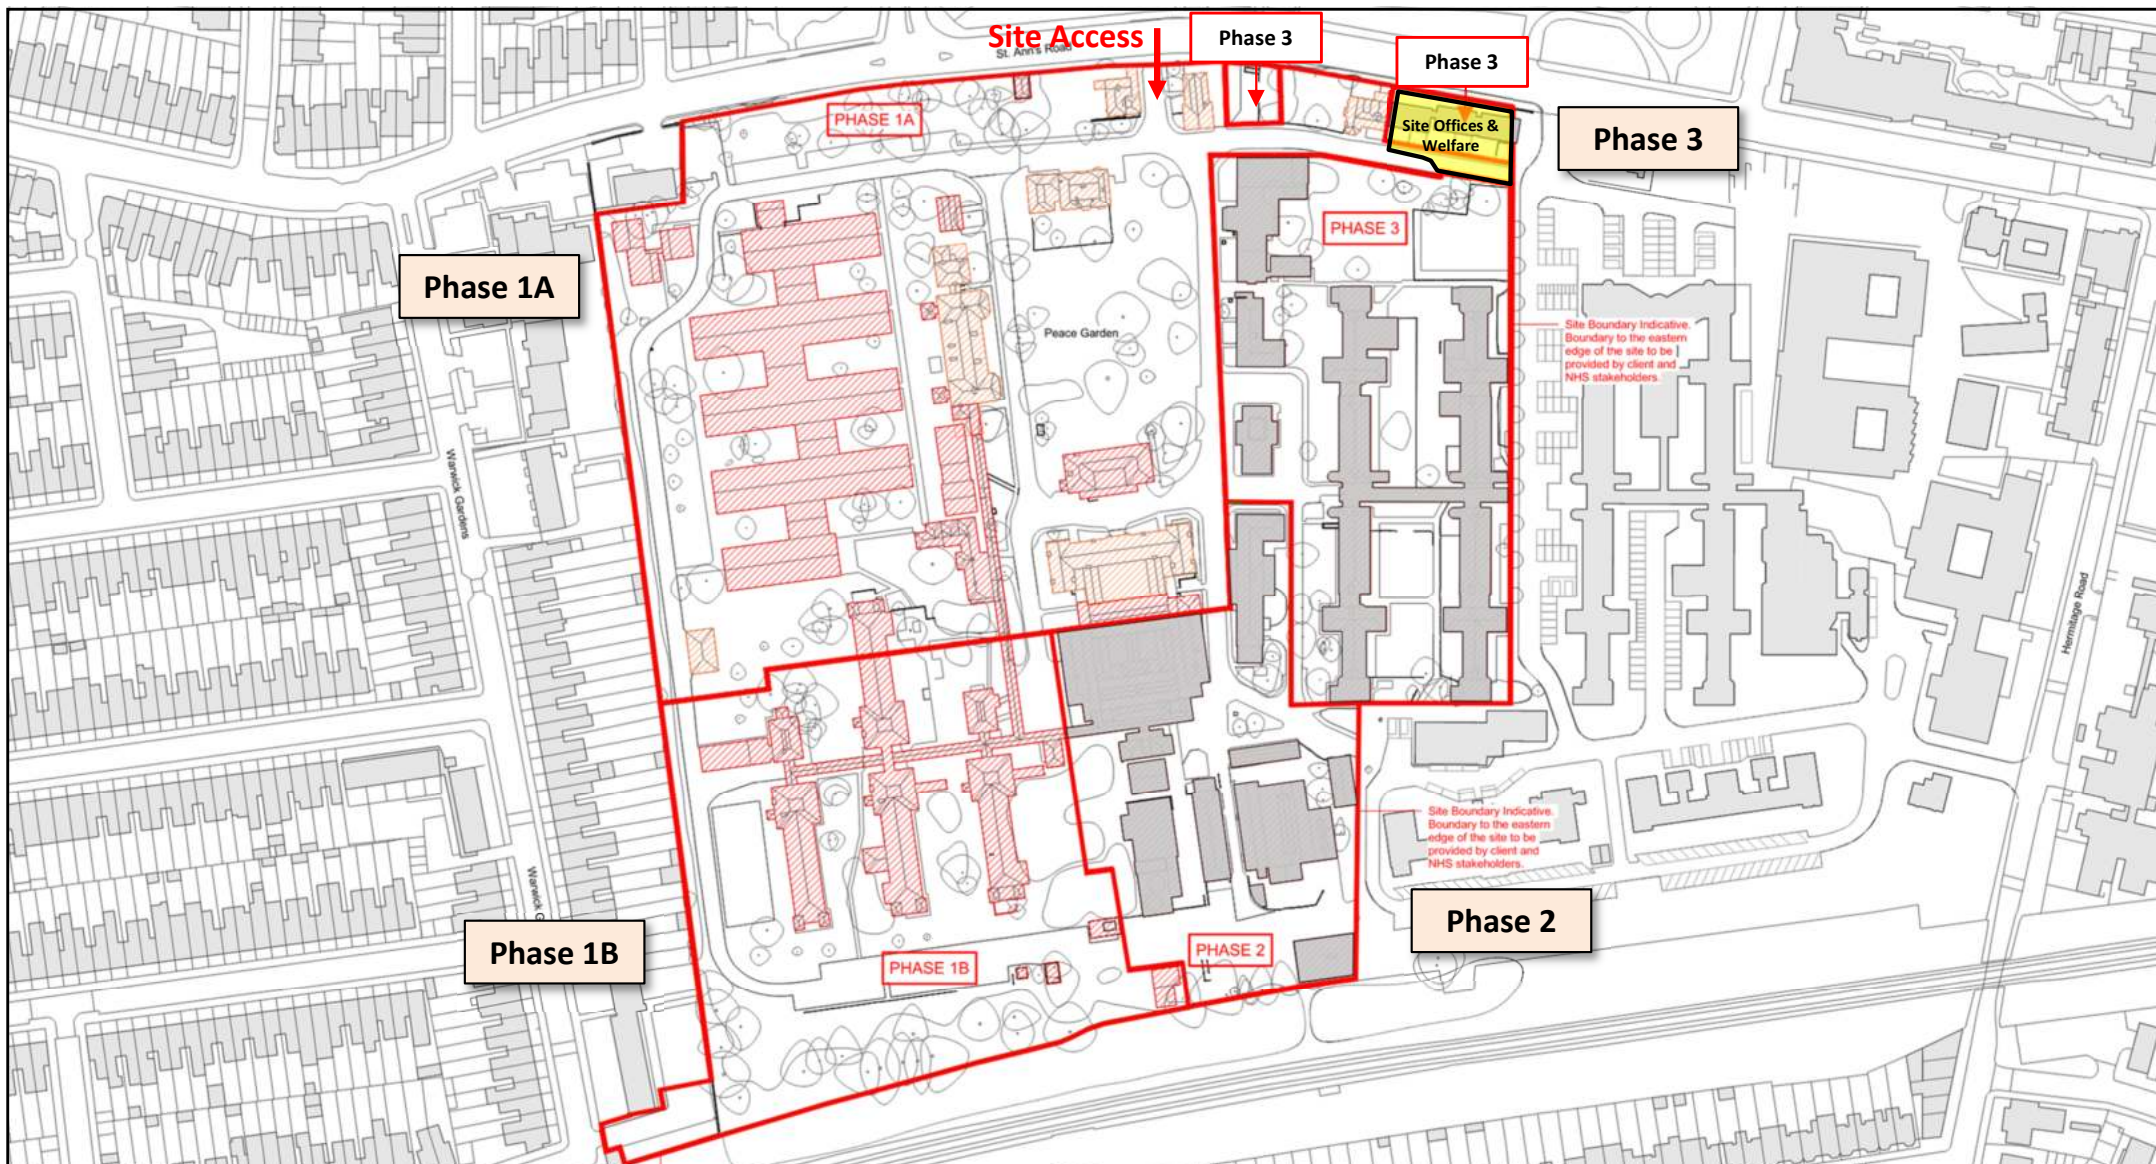 Site Access
St. Ann's Road
Phase 3
Phase 3
PHASE 1A
Site Offices &
Welfare
Phase 3
PHASE 3
Phase 1A
Peace Garden
Site Boundary Indicative.
Boundary to the eastern
edge of the site to be
provided by client and
NHS stakeholders.
Warwick Gardens
Hermitage Road
Site Boundary Indicative.
Boundary to the eastern
edge of the site to be
provided by client and
NHS stakeholders.
Warwick G
Phase 2
Phase 1B
PHASE 2
PHASE 1B